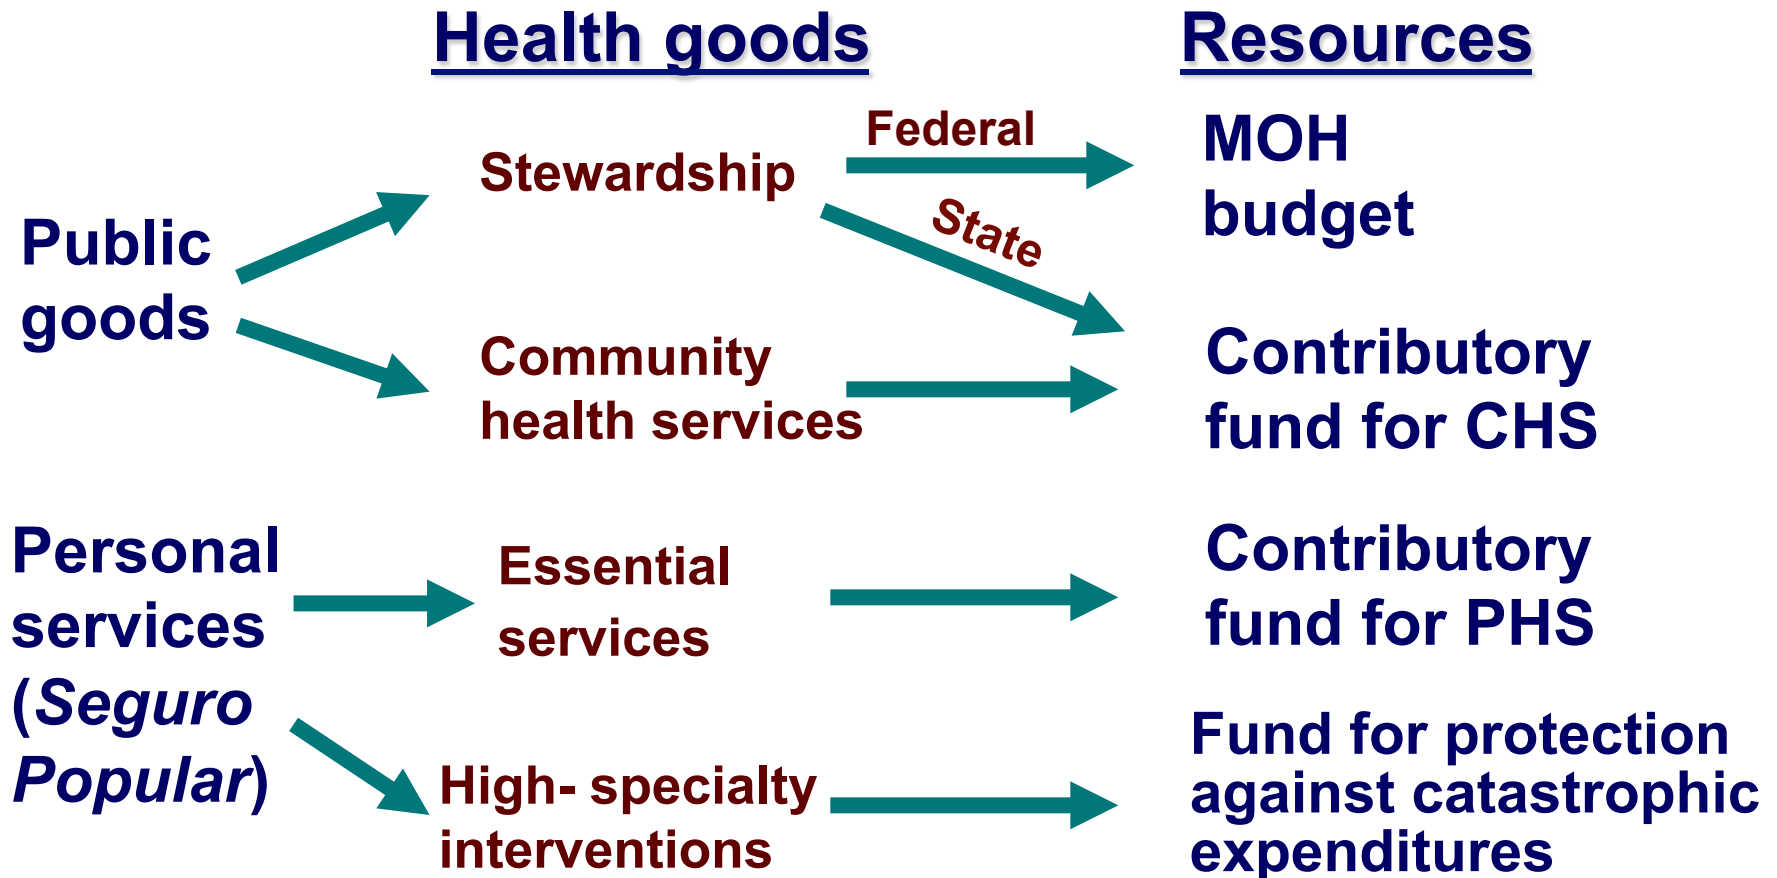 Health goods
Resources
Public
goods
Stewardship
Federal
State
MOH
budget
Community
health services
Contributory
fund for CHS
Personal
services
(Seguro
Popular)
Essential
services
Contributory
fund for PHS
High- specialty
interventions
Fund for protection
against catastrophic
expenditures